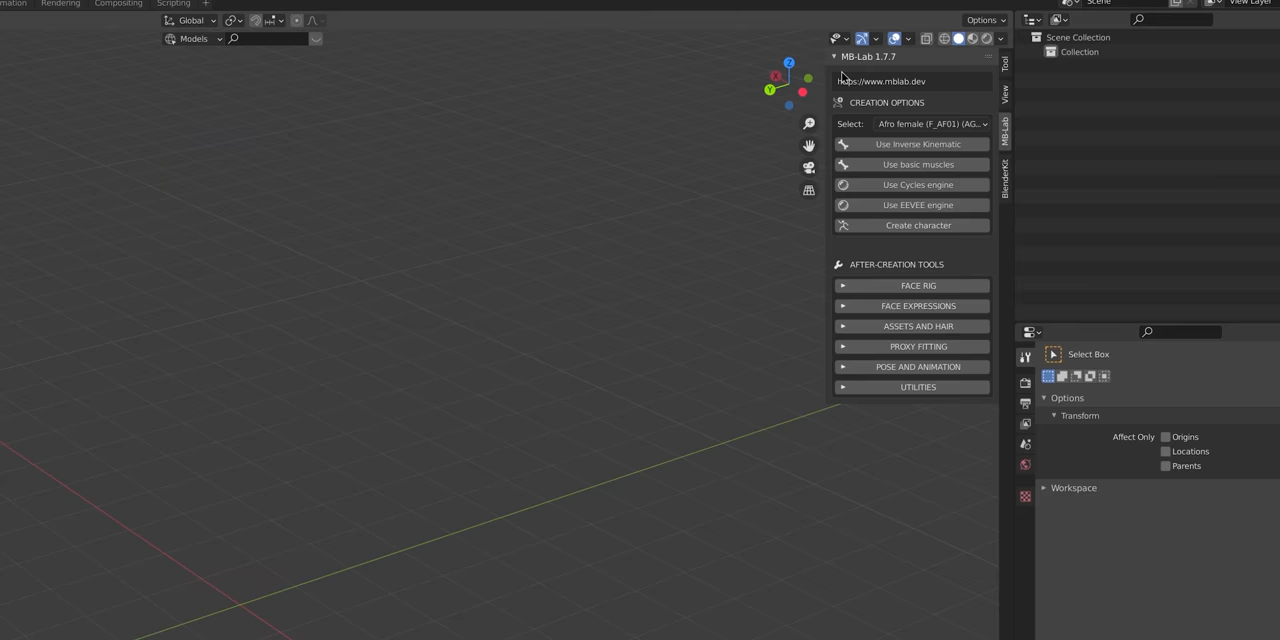 mation Rendering Compositing Scripting + Scene View Layer
Global Options
Models
MB-Lab 1.7.7
https://www.mblab.dev
CREATION OPTIONS
Select: Afro female (F_AF01) (AG...
Use Inverse Kinematic
Use basic muscles
Use Cycles engine
Use EEVEE engine
Create character
AFTER-CREATION TOOLS
FACE RIG
FACE EXPRESSIONS
ASSETS AND HAIR
PROXY FITTING
POSE AND ANIMATION
UTILITIES
Tool
View
MB-Lab
BlenderKit
Scene Collection
Collection
Select Box
Options
Transform
Affect Only Origins
Locations
Parents
Workspace
X
Y
Z